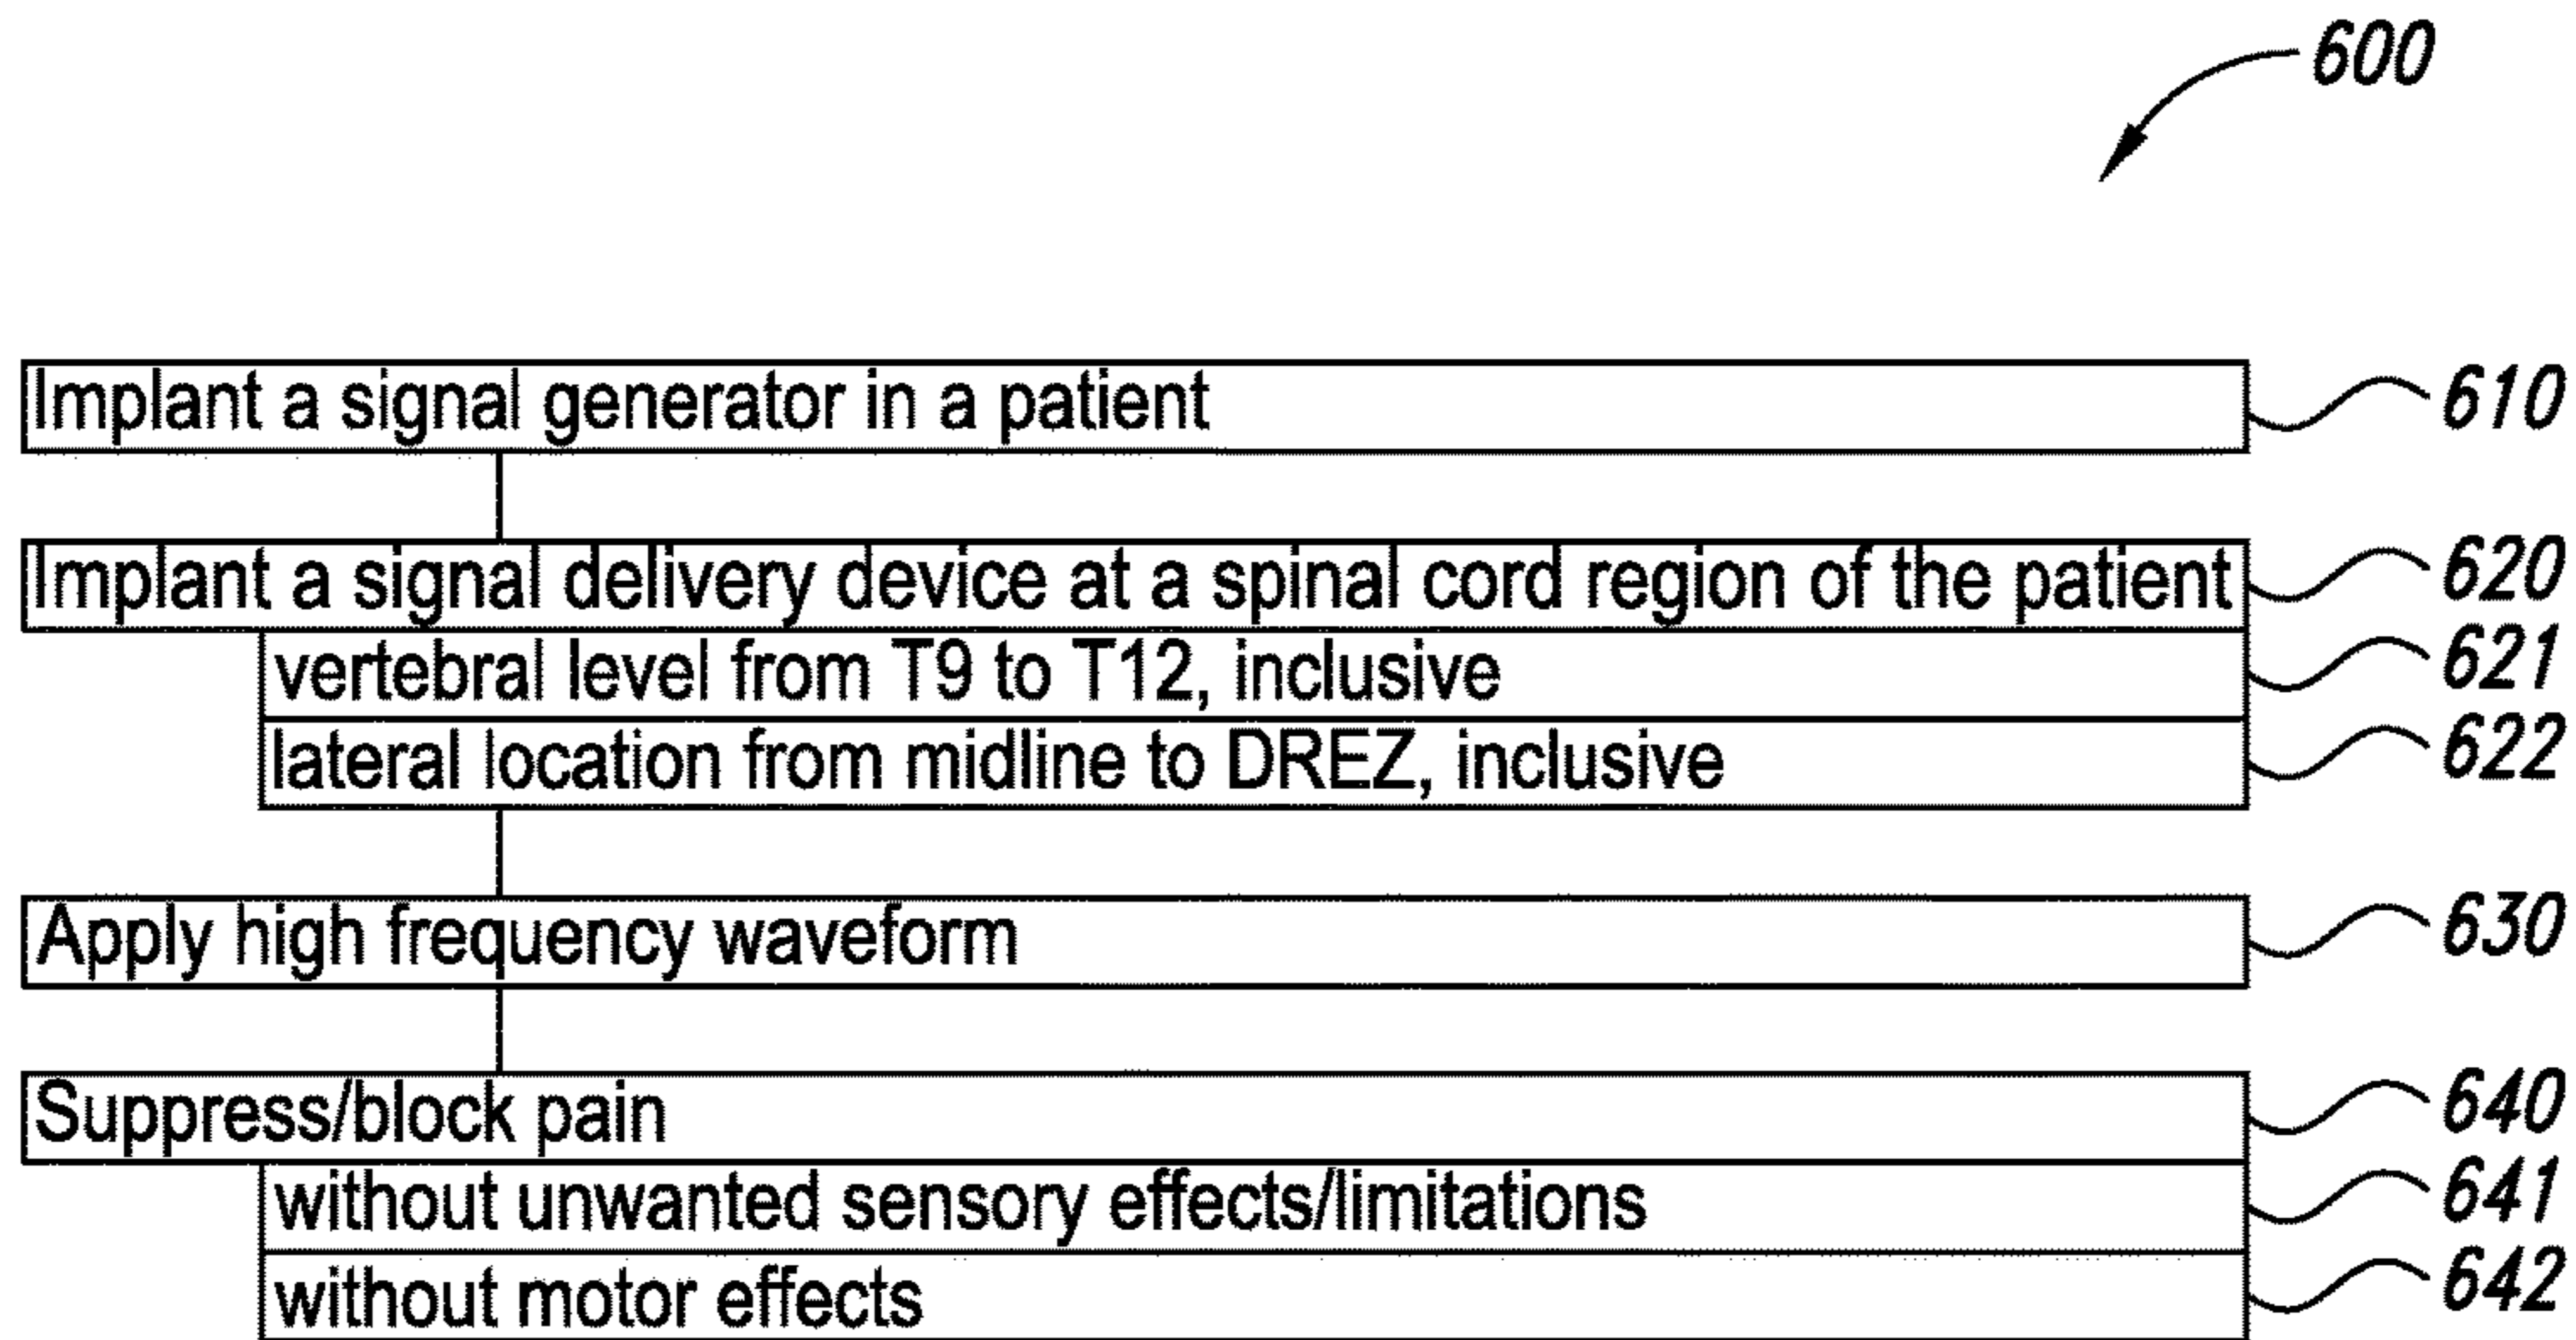 600
Implant a signal generator in a patient 610
Implant a signal delivery device at a spinal cord region of the patient 620
vertebral level from T9 to T12, inclusive 621
lateral location from midline to DREZ, inclusive 622
Apply high frequency waveform 630
Suppress/block pain 640
without unwanted sensory effects/limitations 641
without motor effects 642